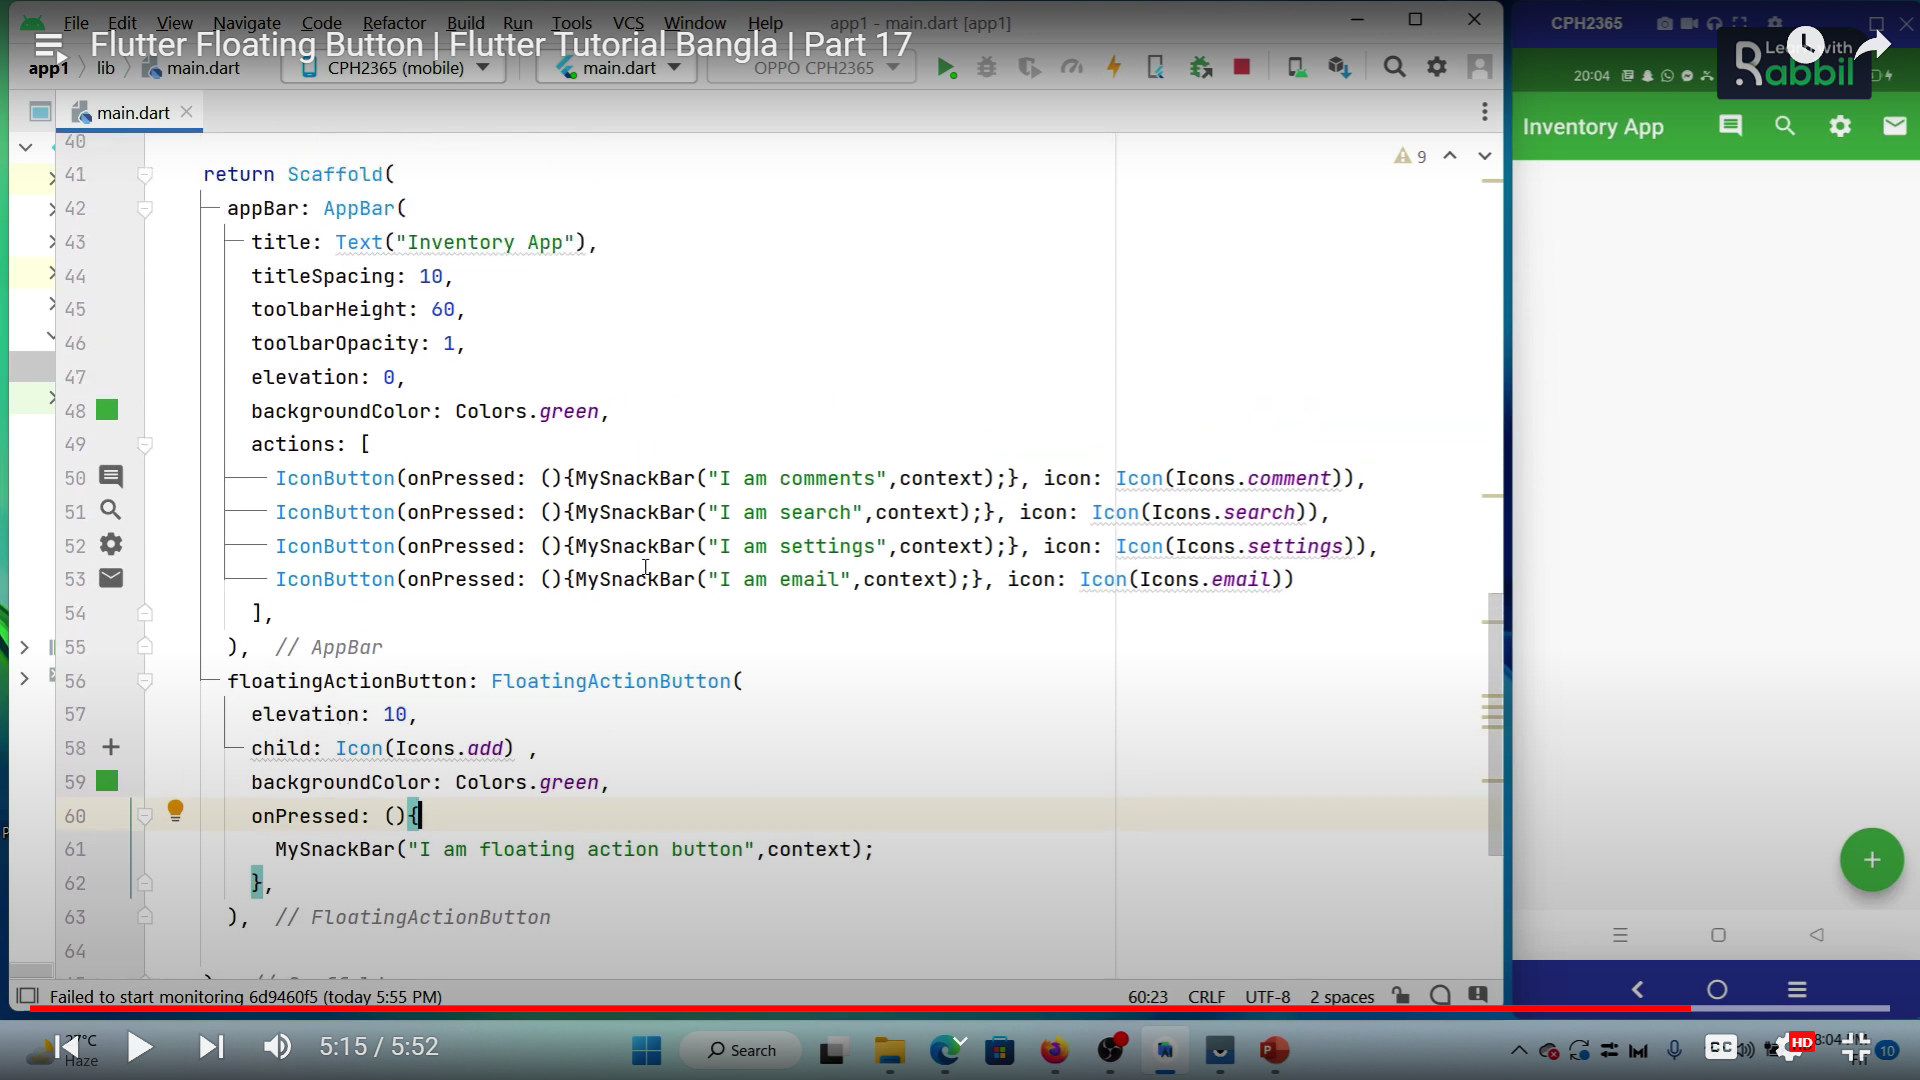 File Edit View Navigate Code Refactor Build Run Tools VCS Window Help app1 - main.dart [app1]
Flutter Floating Button | Flutter Tutorial Bangla | Part 17
app1 lib main.dart CPH2365 (mobile) main.dart OPPO CPH2365
main.dart
9
40
41 return Scaffold(
42 appBar: AppBar(
43 title: Text("Inventory App"),
44 titleSpacing: 10,
45 toolbarHeight: 60,
46 toolbarOpacity: 1,
47 elevation: 0,
48 backgroundColor: Colors.green,
49 actions: [
50 IconButton(onPressed: (){MySnackBar("I am comments",context);}, icon: Icon(Icons.comment)),
51 IconButton(onPressed: (){MySnackBar("I am search",context);}, icon: Icon(Icons.search)),
52 IconButton(onPressed: (){MySnackBar("I am settings",context);}, icon: Icon(Icons.settings)),
53 IconButton(onPressed: (){MySnackBar("I am email",context);}, icon: Icon(Icons.email))
54 ],
55 ), // AppBar
56 floatingActionButton: FloatingActionButton(
57 elevation: 10,
58 child: Icon(Icons.add) ,
59 backgroundColor: Colors.green,
60 onPressed: (){
61 MySnackBar("I am floating action button",context);
62 },
63 ), // FloatingActionButton
64
Failed to start monitoring 6d9460f5 (today 5:55 PM) 60:23 CRLF UTF-8 2 spaces
CPH2365
20:04
Rabbil
Inventory App
27°C
Haze
5:15 / 5:52
Search
CC
HD
10